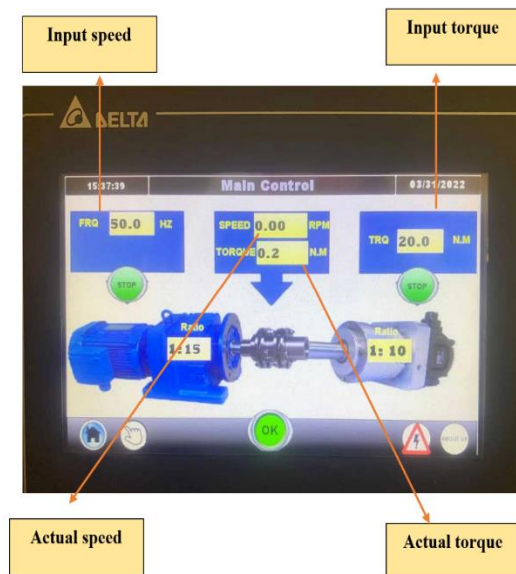 Input speed
Input torque
DELTA
15:37:39
Main Control
03/31/2022
FRQ 50.0 HZ
SPEED 0.00 RPM
TORQUE 0.2 N.M
TRQ 20.0 N.M
STOP
STOP
Ratio
1:15
Ratio
1:10
OK
ABOUT US
Actual speed
Actual torque